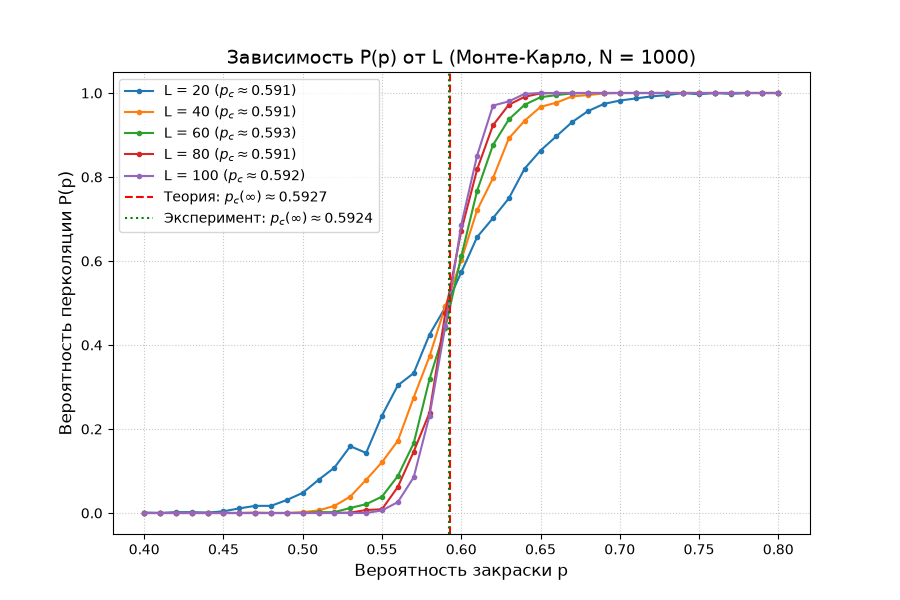 Зависимость P(p) от L (Монте-Карло, N = 1000)
L = 20 (p_c ≈ 0.591)
L = 40 (p_c ≈ 0.591)
L = 60 (p_c ≈ 0.593)
L = 80 (p_c ≈ 0.591)
L = 100 (p_c ≈ 0.592)
Теория: p_c(∞) ≈ 0.5927
Эксперимент: p_c(∞) ≈ 0.5924
Вероятность перколяции P(p)
1.0
0.8
0.6
0.4
0.2
0.0
0.40 0.45 0.50 0.55 0.60 0.65 0.70 0.75 0.80
Вероятность закраски p